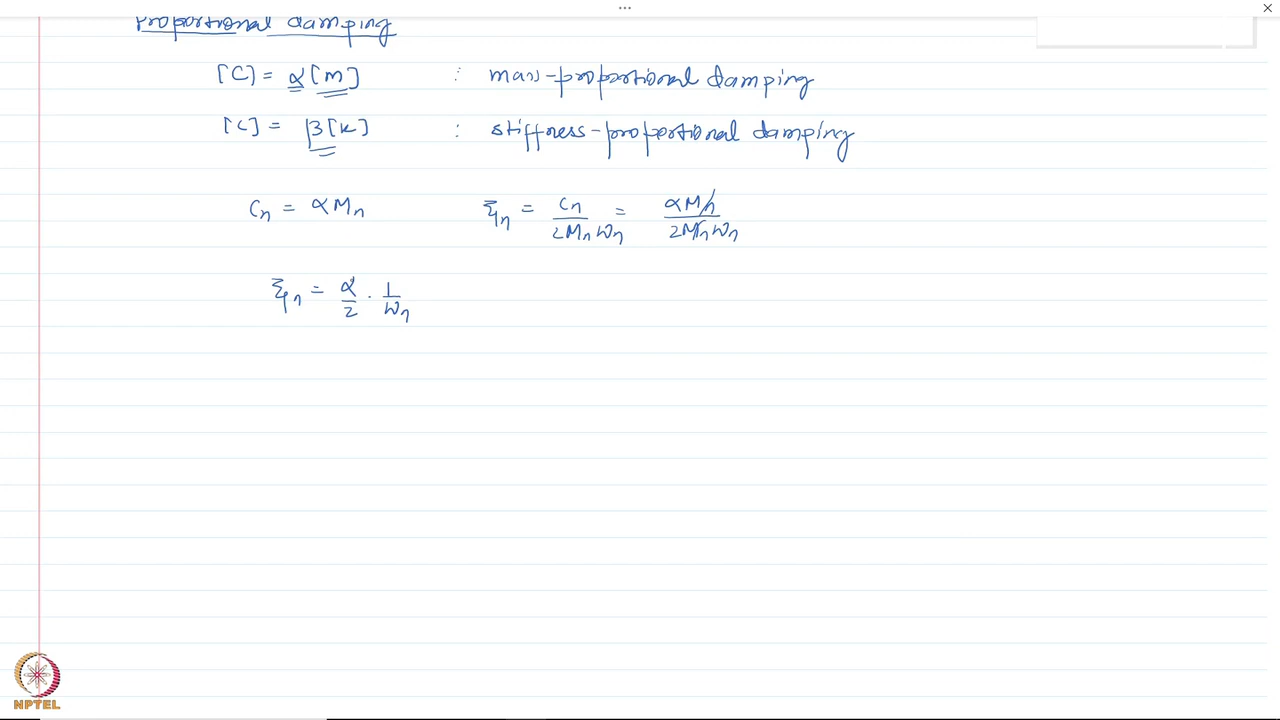 Proportional damping
[C] = α[m] : mass-proportional damping
[C] = β[k] : stiffness-proportional damping
Cn = αMn ξn = Cn / 2Mnωn = αMn / 2Mnωn
ξn = α/2 · 1/ωn
NPTEL